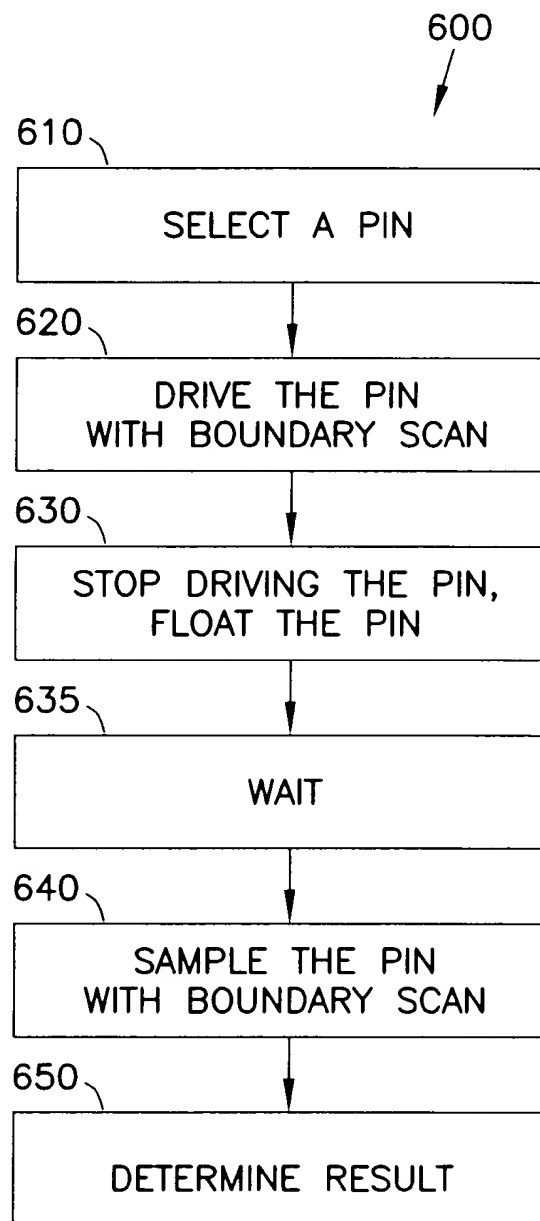 600
610
SELECT A PIN
620
DRIVE THE PIN
WITH BOUNDARY SCAN
630
STOP DRIVING THE PIN,
FLOAT THE PIN
635
WAIT
640
SAMPLE THE PIN
WITH BOUNDARY SCAN
650
DETERMINE RESULT